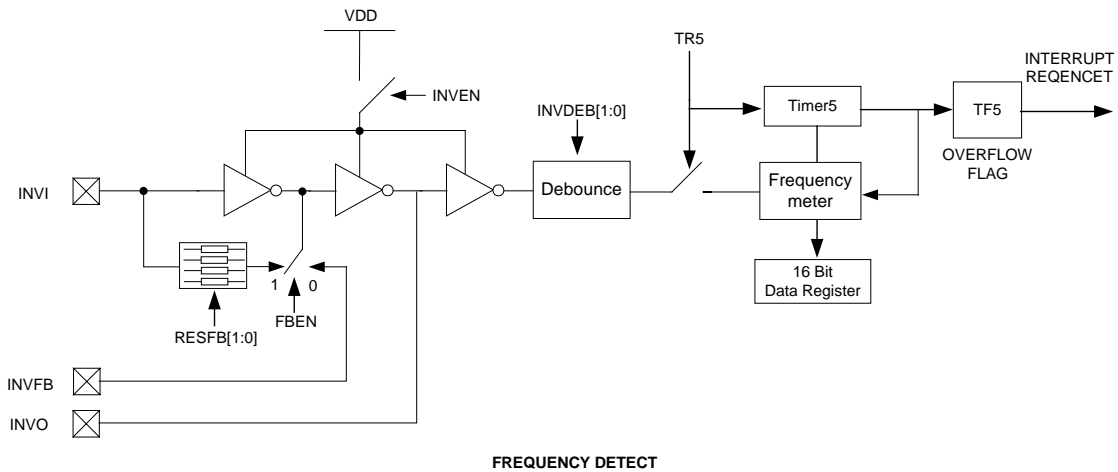 VDD
TR5
INTERRUPT
REQENCET
INVEN
INVDEB[1:0]
Timer5
TF5
OVERFLOW
FLAG
INVI
Debounce
Frequency
meter
1 0
16 Bit
Data Register
FBEN
RESFB[1:0]
INVFB
INVO
FREQUENCY DETECT